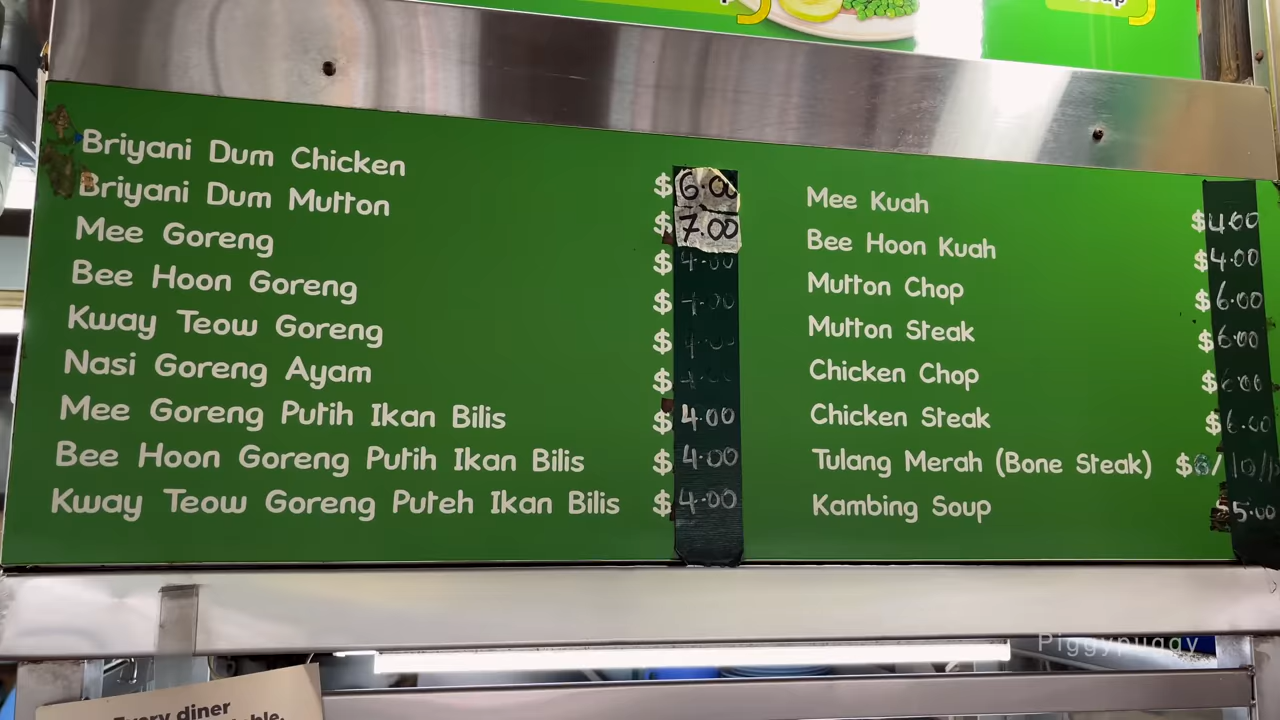 Briyani Dum Chicken $ 6.00
Briyani Dum Mutton $ 7.00
Mee Goreng $ 4.00
Bee Hoon Goreng $ 4.00
Kway Teow Goreng $ 4.00
Nasi Goreng Ayam $
Mee Goreng Putih Ikan Bilis $ 4.00
Bee Hoon Goreng Putih Ikan Bilis $ 4.00
Kway Teow Goreng Puteh Ikan Bilis $ 4.00
Mee Kuah $4.00
Bee Hoon Kuah $4.00
Mutton Chop $6.00
Mutton Steak $6.00
Chicken Chop $6.00
Chicken Steak $6.00
Tulang Merah (Bone Steak) $8/10/
Kambing Soup 5.00
Piggypuggy
Every diner